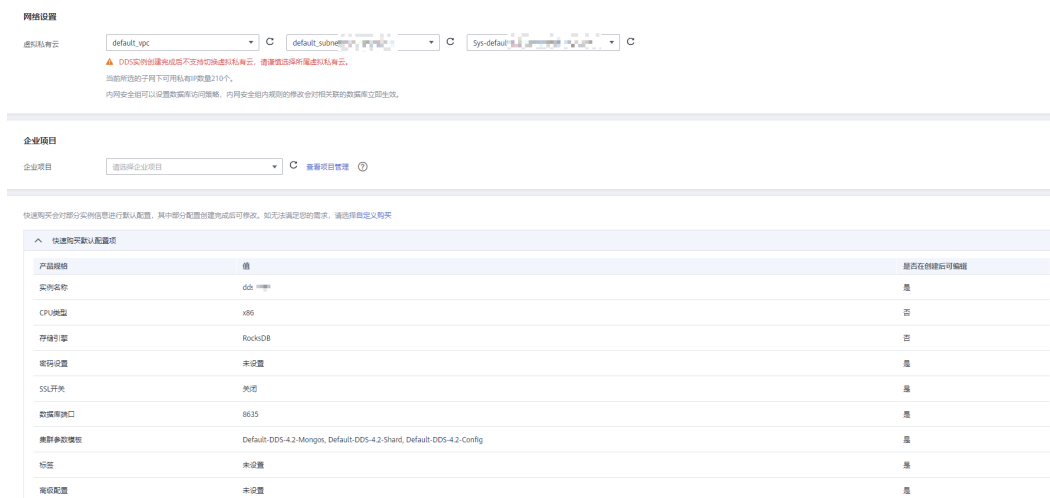 网络设置
虚拟私有云 default_vpc default_subne Sys-defaul
DDS实例创建完成后不支持切换虚拟私有云，请谨慎选择所属虚拟私有云。
当前所选的子网下可用私有IP数量210个。
内网安全组可以设置数据库访问策略，内网安全组内规则的修改会对相关联的数据库立即生效。
企业项目
企业项目 请选择企业项目 查看项目管理
快速购买会对部分实例信息进行默认配置，其中部分配置创建完成后可修改。如无法满足您的需求，请选择自定义购买
快速购买默认配置项
产品规格 值 是否在创建后可编辑
实例名称 dds 是
CPU类型 x86 否
存储引擎 RocksDB 否
密码设置 未设置 是
SSL开关 关闭 是
数据库端口 8635 是
集群参数模板 Default-DDS-4.2-Mongos, Default-DDS-4.2-Shard, Default-DDS-4.2-Config 是
标签 未设置 是
高级配置 未设置 是